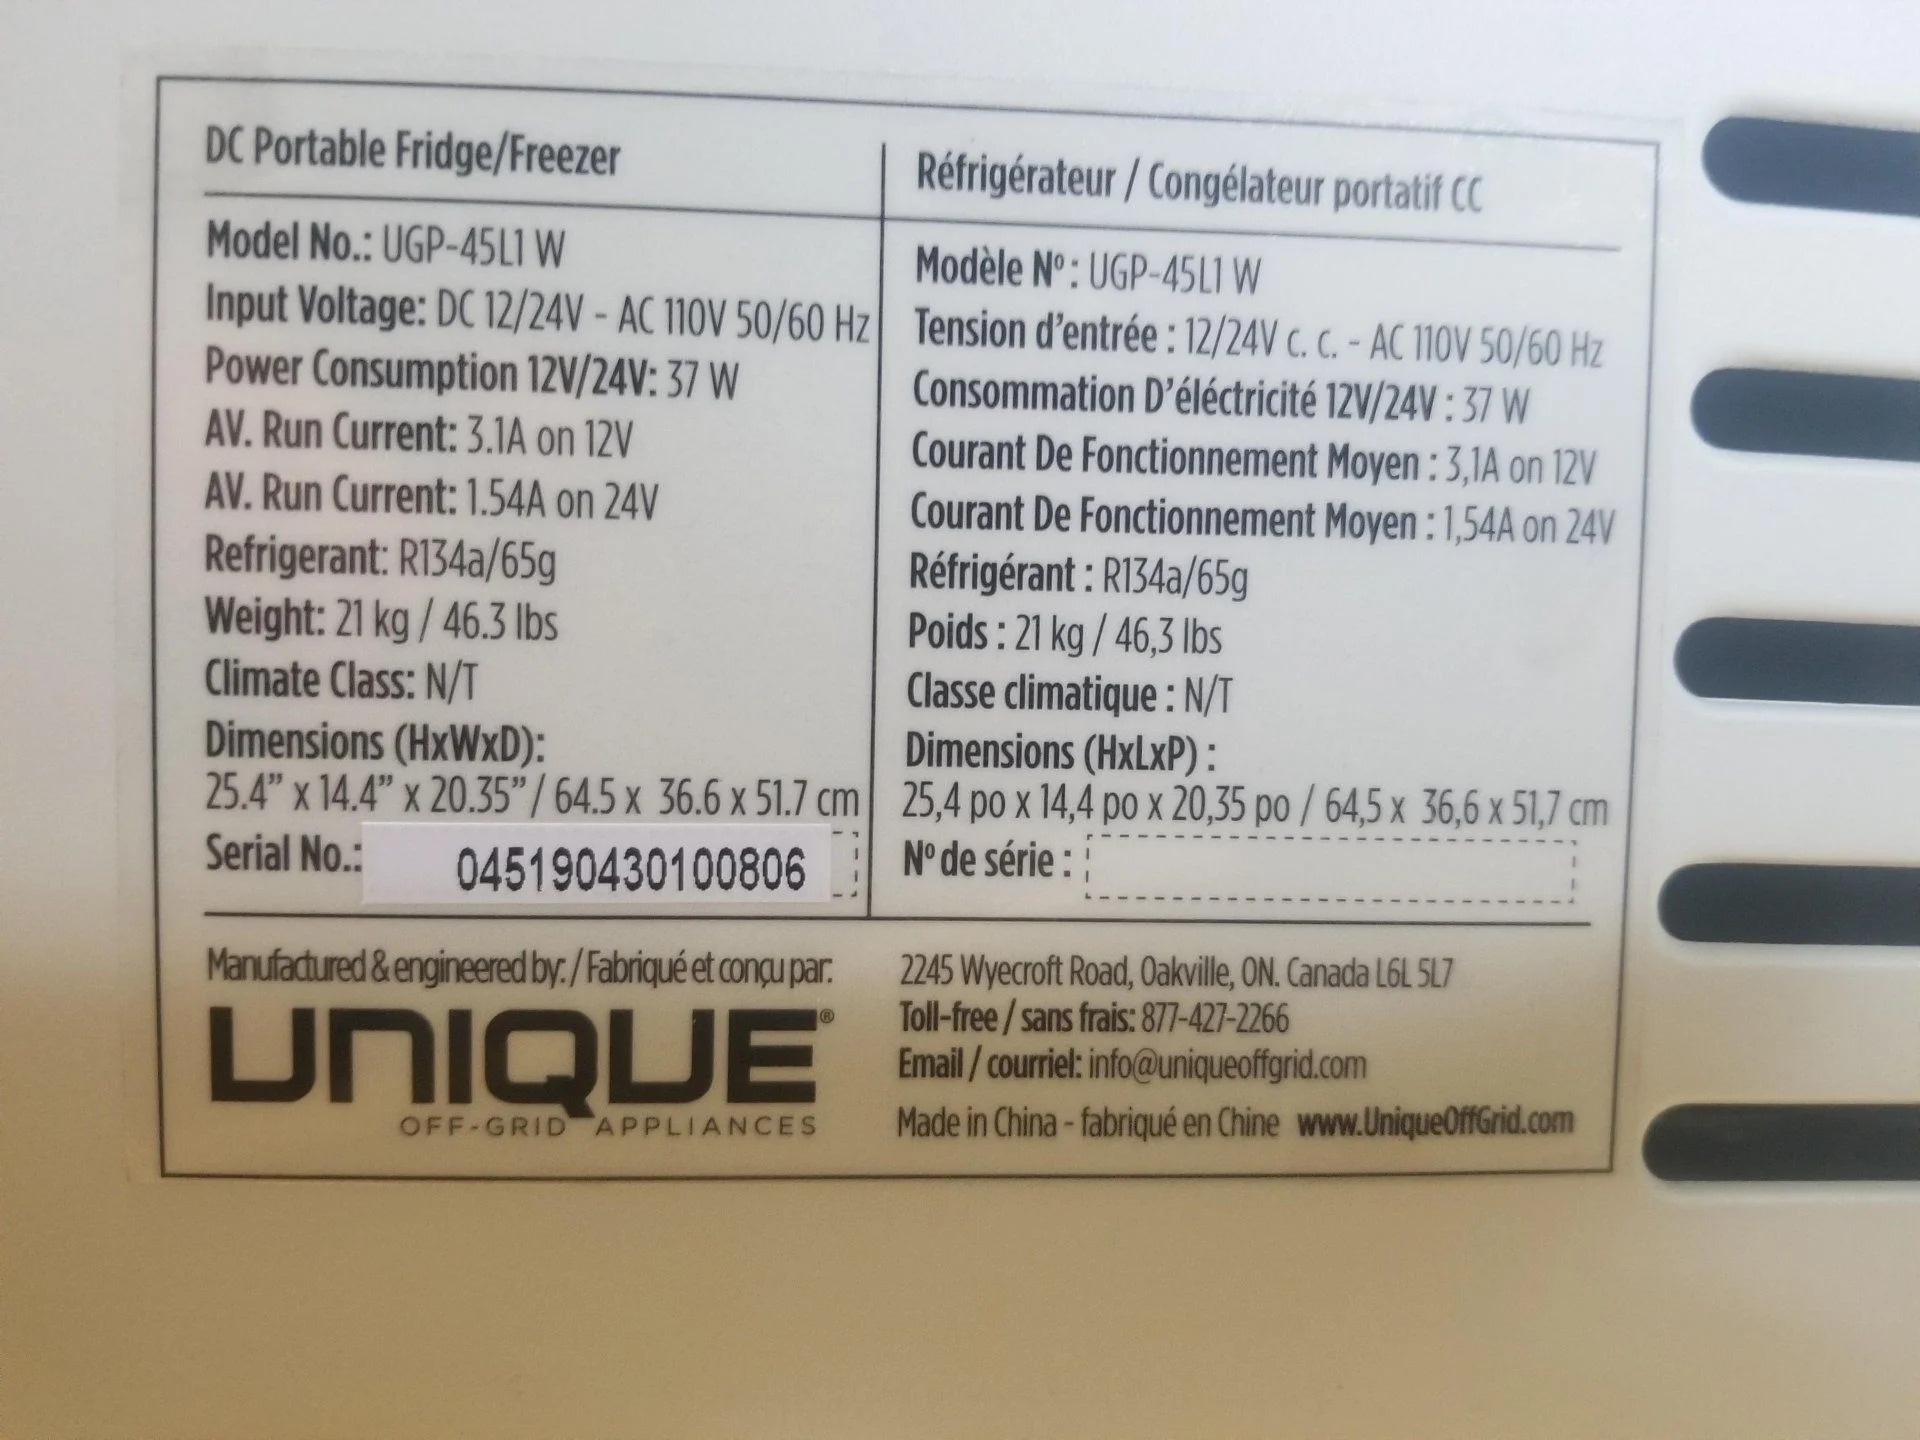 DC Portable Fridge/Freezer
Model No.: UGP-45L1 W
Input Voltage: DC 12/24V - AC 110V 50/60 Hz
Power Consumption 12V/24V: 37 W
AV. Run Current: 3.1A on 12V
AV. Run Current: 1.54A on 24V
Refrigerant: R134a/65g
Weight: 21 kg / 46.3 lbs
Climate Class: N/T
Dimensions (HxWxD):
25.4” x 14.4” x 20.35” / 64.5 x 36.6 x 51.7 cm
Serial No.: 045190430100806
Réfrigérateur / Congélateur portatif CC
Modèle Nº : UGP-45L1 W
Tension d’entrée : 12/24V c. c. - AC 110V 50/60 Hz
Consommation D’éléctricité 12V/24V : 37 W
Courant De Fonctionnement Moyen : 3,1A on 12V
Courant De Fonctionnement Moyen : 1,54A on 24V
Réfrigérant : R134a/65g
Poids : 21 kg / 46,3 lbs
Classe climatique : N/T
Dimensions (HxLxP) :
25,4 po x 14,4 po x 20,35 po / 64,5 x 36,6 x 51,7 cm
Nº de série :
Manufactured & engineered by: / Fabriqué et conçu par:
UNIQUE®
OFF-GRID APPLIANCES
2245 Wyecroft Road, Oakville, ON. Canada L6L 5L7
Toll-free / sans frais: 877-427-2266
Email / courriel: info@uniqueoffgrid.com
Made in China - fabriqué en Chine www.UniqueOffGrid.com